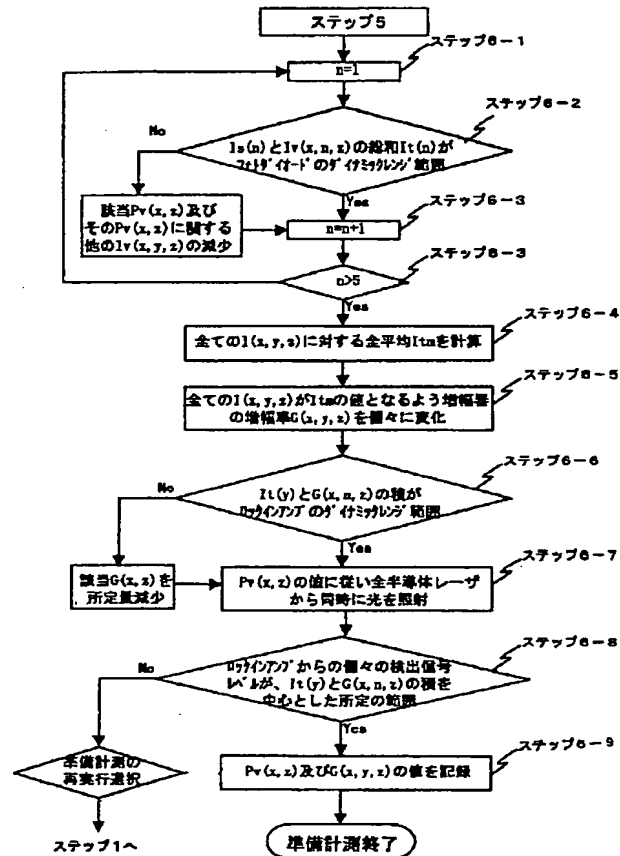 ステップ5
ステップ6-1
n=1
ステップ6-2
No
Is(n)とIv(x,n,z)の総和It(n)が
フォトダイオードのダイナミックレンジ範囲
Yes
ステップ6-3
該当Pv(x,z)及び
そのPv(x,z)に関する
他のIv(x,y,z)の減少
n=n+1
ステップ6-3
n>5
Yes
ステップ6-4
全てのI(x,y,z)に対する全平均Itmを計算
ステップ6-5
全てのI(x,y,z)がItmの値となるよう増幅器
の増幅率G(x,y,z)を個々に変化
ステップ6-6
No
It(y)とG(x,n,z)の積が
ロックインアンプのダイナミックレンジ範囲
Yes
ステップ6-7
該当G(x,z)を
所定量減少
Pv(x,z)の値に従い全半導体レーザ
から同時に光を照射
ステップ6-8
No
ロックインアンプからの個々の検出信号
レベルが、It(y)とG(x,n,z)の積を
中心とした所定の範囲
Yes
ステップ6-9
準備計測の
再実行選択
Pv(x,z)及びG(x,y,z)の値を記録
ステップ1へ
準備計測終了